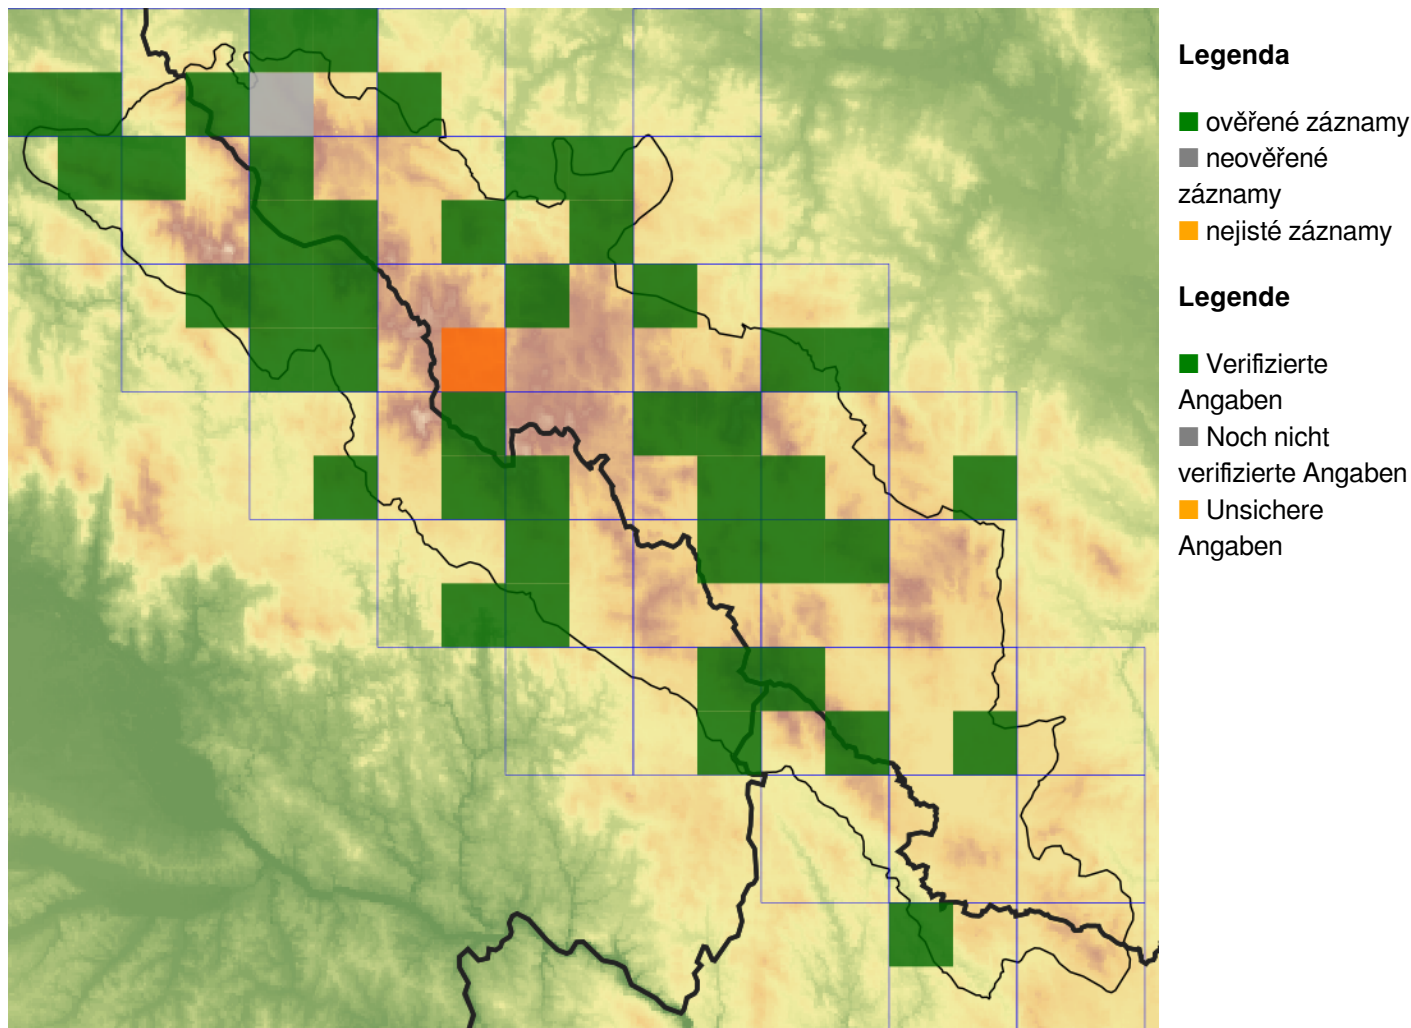 Legenda
ověřené záznamy
neověřené
záznamy
nejisté záznamy
Legende
Verifizierte
Angaben
Noch nicht
verifizierte Angaben
Unsichere
Angaben